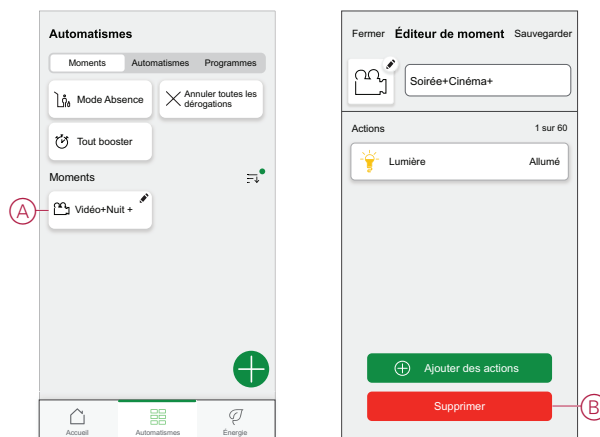 Automatismes
Moments Automatismes Programmes
Mode Absence
Annuler toutes les
dérogations
Tout booster
Moments
A
Vidéo+Nuit +
Accueil Automatismes Énergie
Fermer Éditeur de moment Sauvegarder
Soirée+Cinéma+
Actions 1 sur 60
Lumière Allumé
Ajouter des actions
Supprimer
B